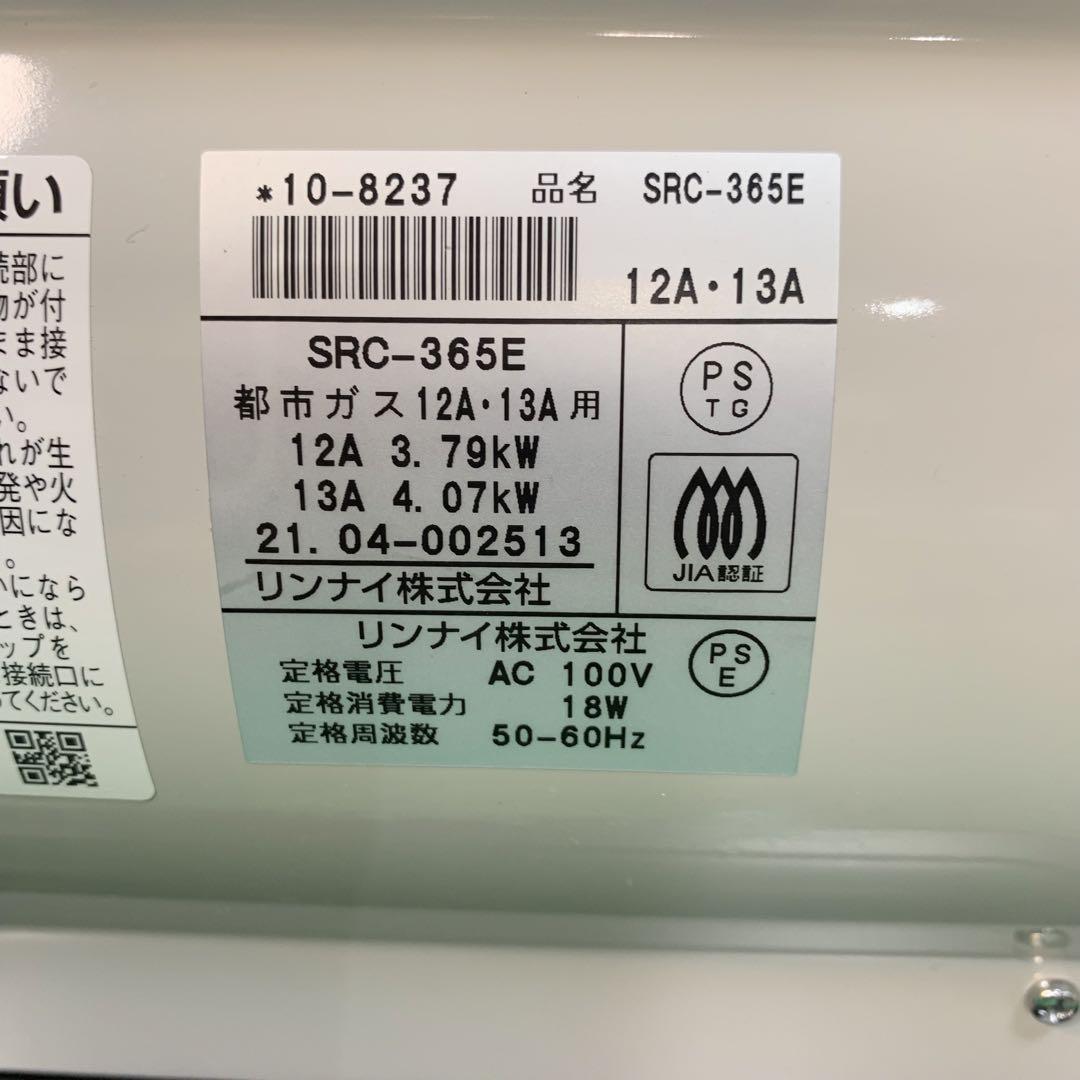 願い
続部に
物が付
まま接
ないで
い。
れが生
発や火
因にな
。
いになら
ときは、
ップを
接続口に
てください。
*10-8237 品名 SRC-365E
12A・13A
SRC-365E
都市ガス12A・13A用
12A 3.79kW
13A 4.07kW
21.04-002513
リンナイ株式会社
PS
TG
JIA認証
リンナイ株式会社
定格電圧 AC 100V
定格消費電力 18W
定格周波数 50-60Hz
PS
E